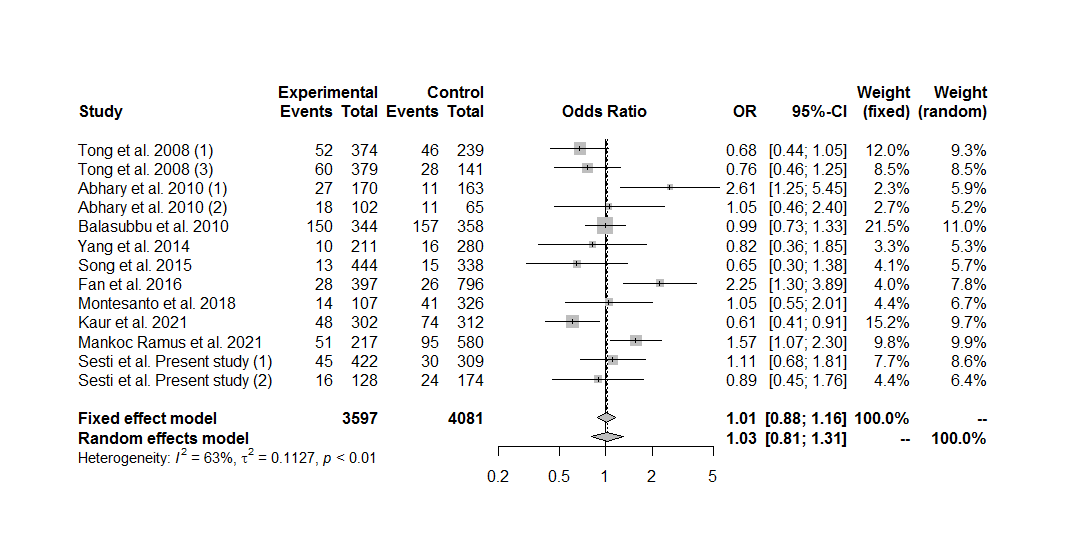 Experimental Control Weight Weight
Study Events Total Events Total Odds Ratio OR 95%-CI (fixed) (random)
Tong et al. 2008 (1) 52 374 46 239 0.68 [0.44; 1.05] 12.0% 9.3%
Tong et al. 2008 (3) 60 379 28 141 0.76 [0.46; 1.25] 8.5% 8.5%
Abhary et al. 2010 (1) 27 170 11 163 2.61 [1.25; 5.45] 2.3% 5.9%
Abhary et al. 2010 (2) 18 102 11 65 1.05 [0.46; 2.40] 2.7% 5.2%
Balasubbu et al. 2010 150 344 157 358 0.99 [0.73; 1.33] 21.5% 11.0%
Yang et al. 2014 10 211 16 280 0.82 [0.36; 1.85] 3.3% 5.3%
Song et al. 2015 13 444 15 338 0.65 [0.30; 1.38] 4.1% 5.7%
Fan et al. 2016 28 397 26 796 2.25 [1.30; 3.89] 4.0% 7.8%
Montesanto et al. 2018 14 107 41 326 1.05 [0.55; 2.01] 4.4% 6.7%
Kaur et al. 2021 48 302 74 312 0.61 [0.41; 0.91] 15.2% 9.7%
Mankoc Ramus et al. 2021 51 217 95 580 1.57 [1.07; 2.30] 9.8% 9.9%
Sesti et al. Present study (1) 45 422 30 309 1.11 [0.68; 1.81] 7.7% 8.6%
Sesti et al. Present study (2) 16 128 24 174 0.89 [0.45; 1.76] 4.4% 6.4%
Fixed effect model 3597 4081 1.01 [0.88; 1.16] 100.0% --
Random effects model 1.03 [0.81; 1.31] -- 100.0%
Heterogeneity: I² = 63%, τ² = 0.1127, p < 0.01
0.2 0.5 1 2 5